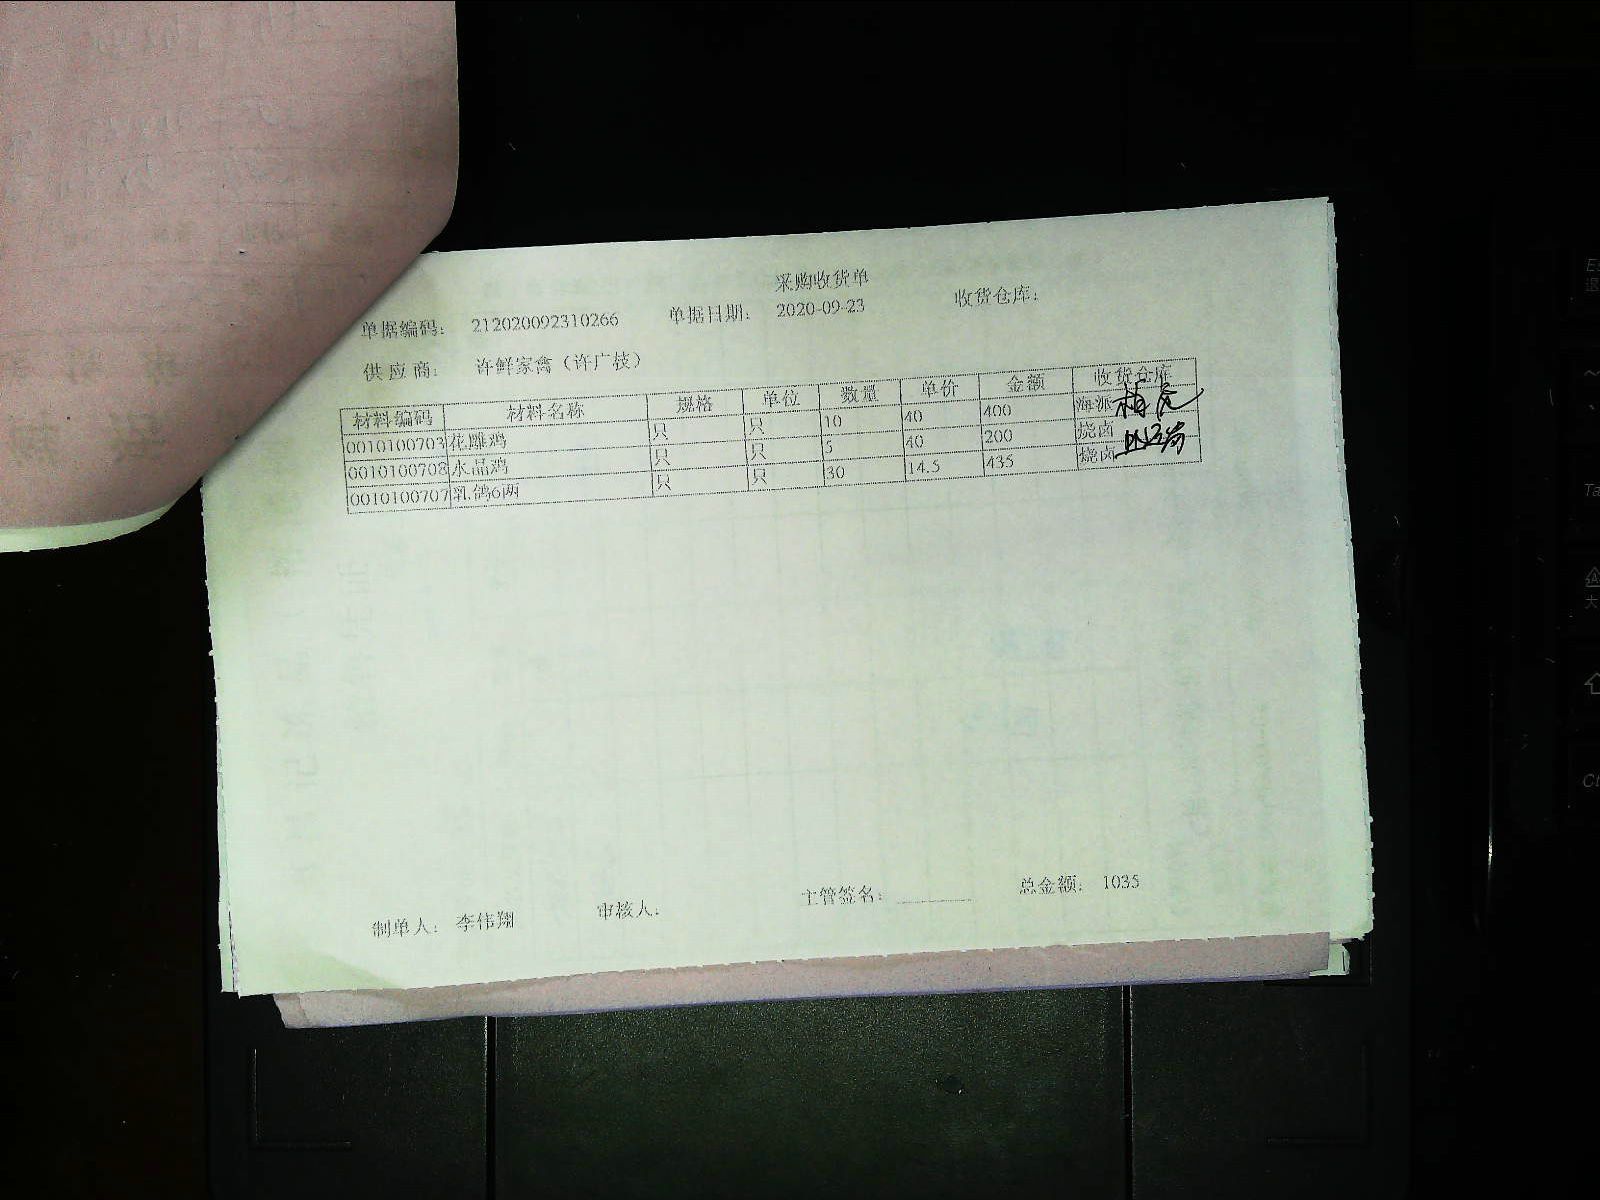 采购收货单
单据编码： 212020092310266 单据日期： 2020-09-23 收货仓库：
供应商： 许鲜家禽（许广枝）
材料编码 材料名称 规格 单位 数量 单价 金额 收货仓库
0010100703 花雕鸡 只 只 10 40 400 海派
0010100708 水晶鸡 只 只 5 40 200 烧卤
0010100707 乳鸽6两 只 只 30 14.5 435 烧卤
制单人： 李伟翔 审核人： 主管签名： 总金额： 1035